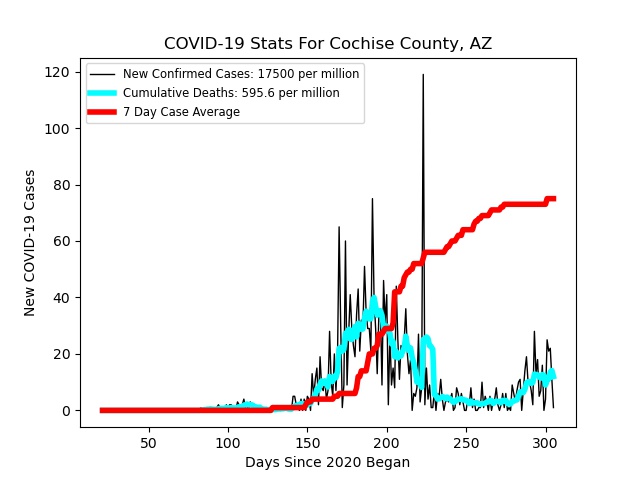 COVID-19 Stats For Cochise County, AZ
New Confirmed Cases: 17500 per million
Cumulative Deaths: 595.6 per million
7 Day Case Average
New COVID-19 Cases
120
100
80
60
40
20
0
50 100 150 200 250 300
Days Since 2020 Began